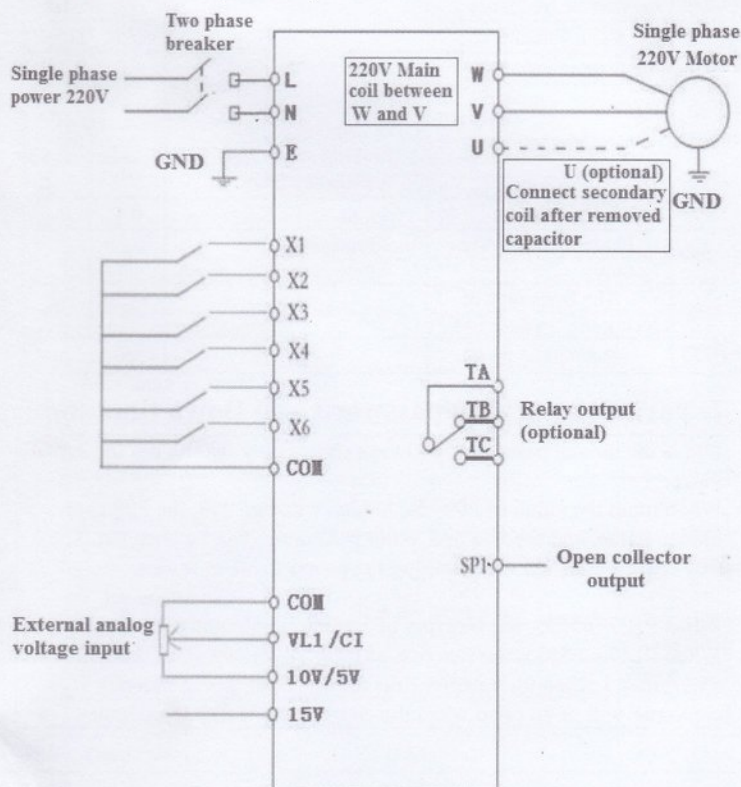 Two phase
breaker
Single phase
power 220V
L
N
E
GND
220V Main
coil between
W and V
W
V
U
Single phase
220V Motor
U (optional)
Connect secondary
coil after removed
capacitor
GND
X1
X2
X3
X4
X5
X6
COM
TA
TB
TC
Relay output
(optional)
SP1
Open collector
output
External analog
voltage input
COM
VL1/CI
10V/5V
15V